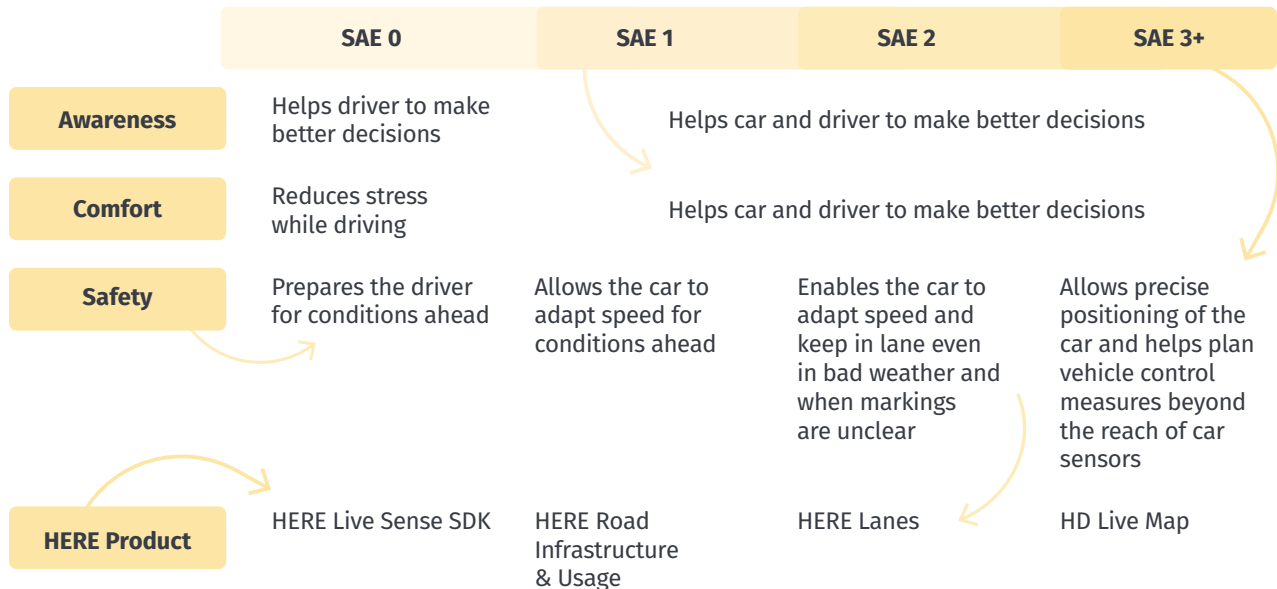 SAE 0
SAE 1
SAE 2
SAE 3+
Awareness
Helps driver to make
better decisions
Helps car and driver to make better decisions
Comfort
Reduces stress
while driving
Helps car and driver to make better decisions
Safety
Prepares the driver
for conditions ahead
Allows the car to
adapt speed for
conditions ahead
Enables the car to
adapt speed and
keep in lane even
in bad weather and
when markings
are unclear
Allows precise
positioning of the
car and helps plan
vehicle control
measures beyond
the reach of car
sensors
HERE Product
HERE Live Sense SDK
HERE Road
Infrastructure
& Usage
HERE Lanes
HD Live Map